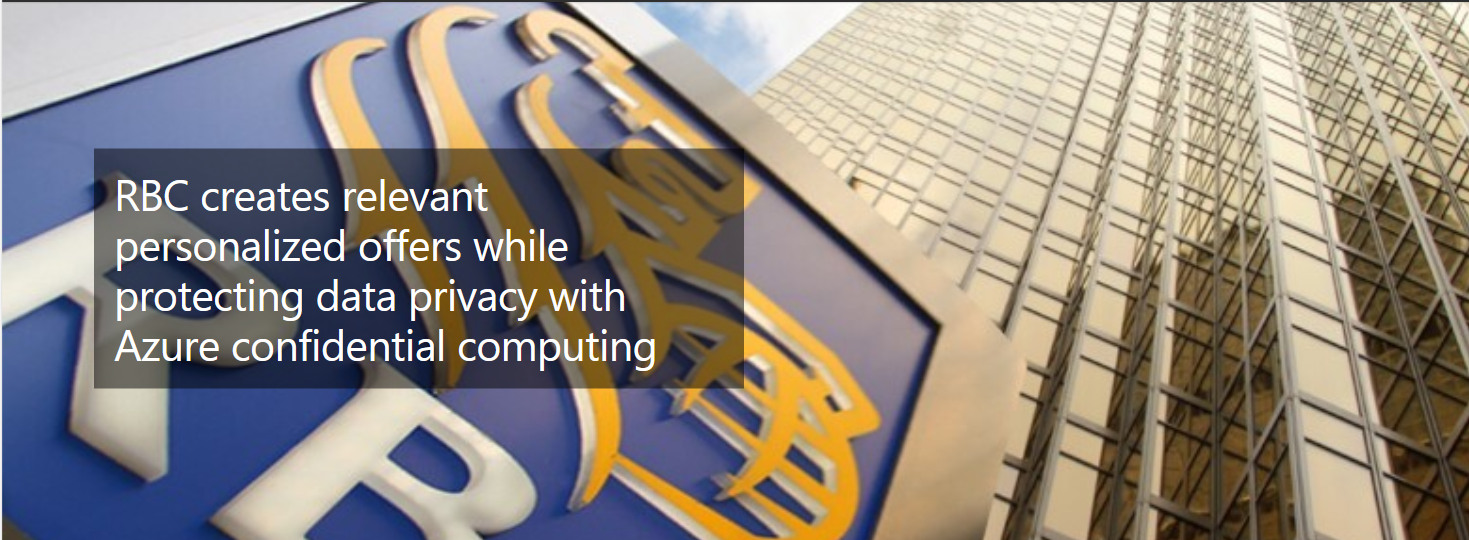 RBC creates relevant
personalized offers while
protecting data privacy with
Azure confidential computing
R
B